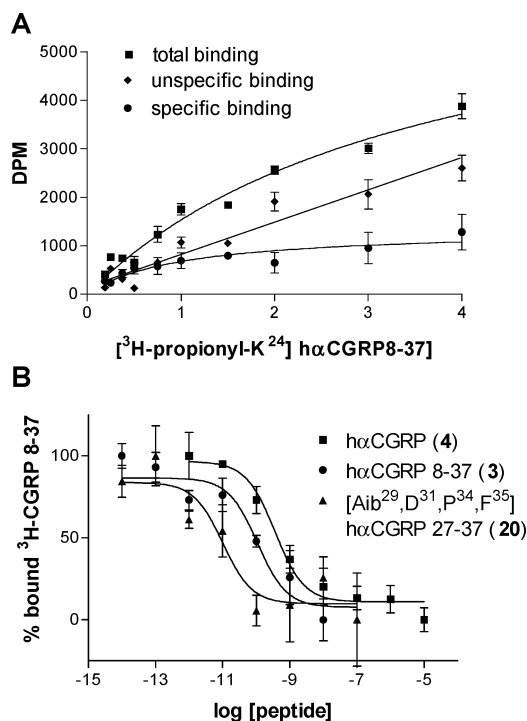 A
5000
4000
3000
2000
1000
0
DPM
total binding
unspecific binding
specific binding
0 1 2 3 4
[³H-propionyl-K²⁴] hαCGRP8-37]
B
100
50
0
% bound ³H-CGRP 8-37
hαCGRP (4)
hαCGRP 8-37 (3)
[Aib²⁹,D³¹,P³⁴,F³⁵]
hαCGRP 27-37 (20)
-15 -13 -11 -9 -7 -5
log [peptide]